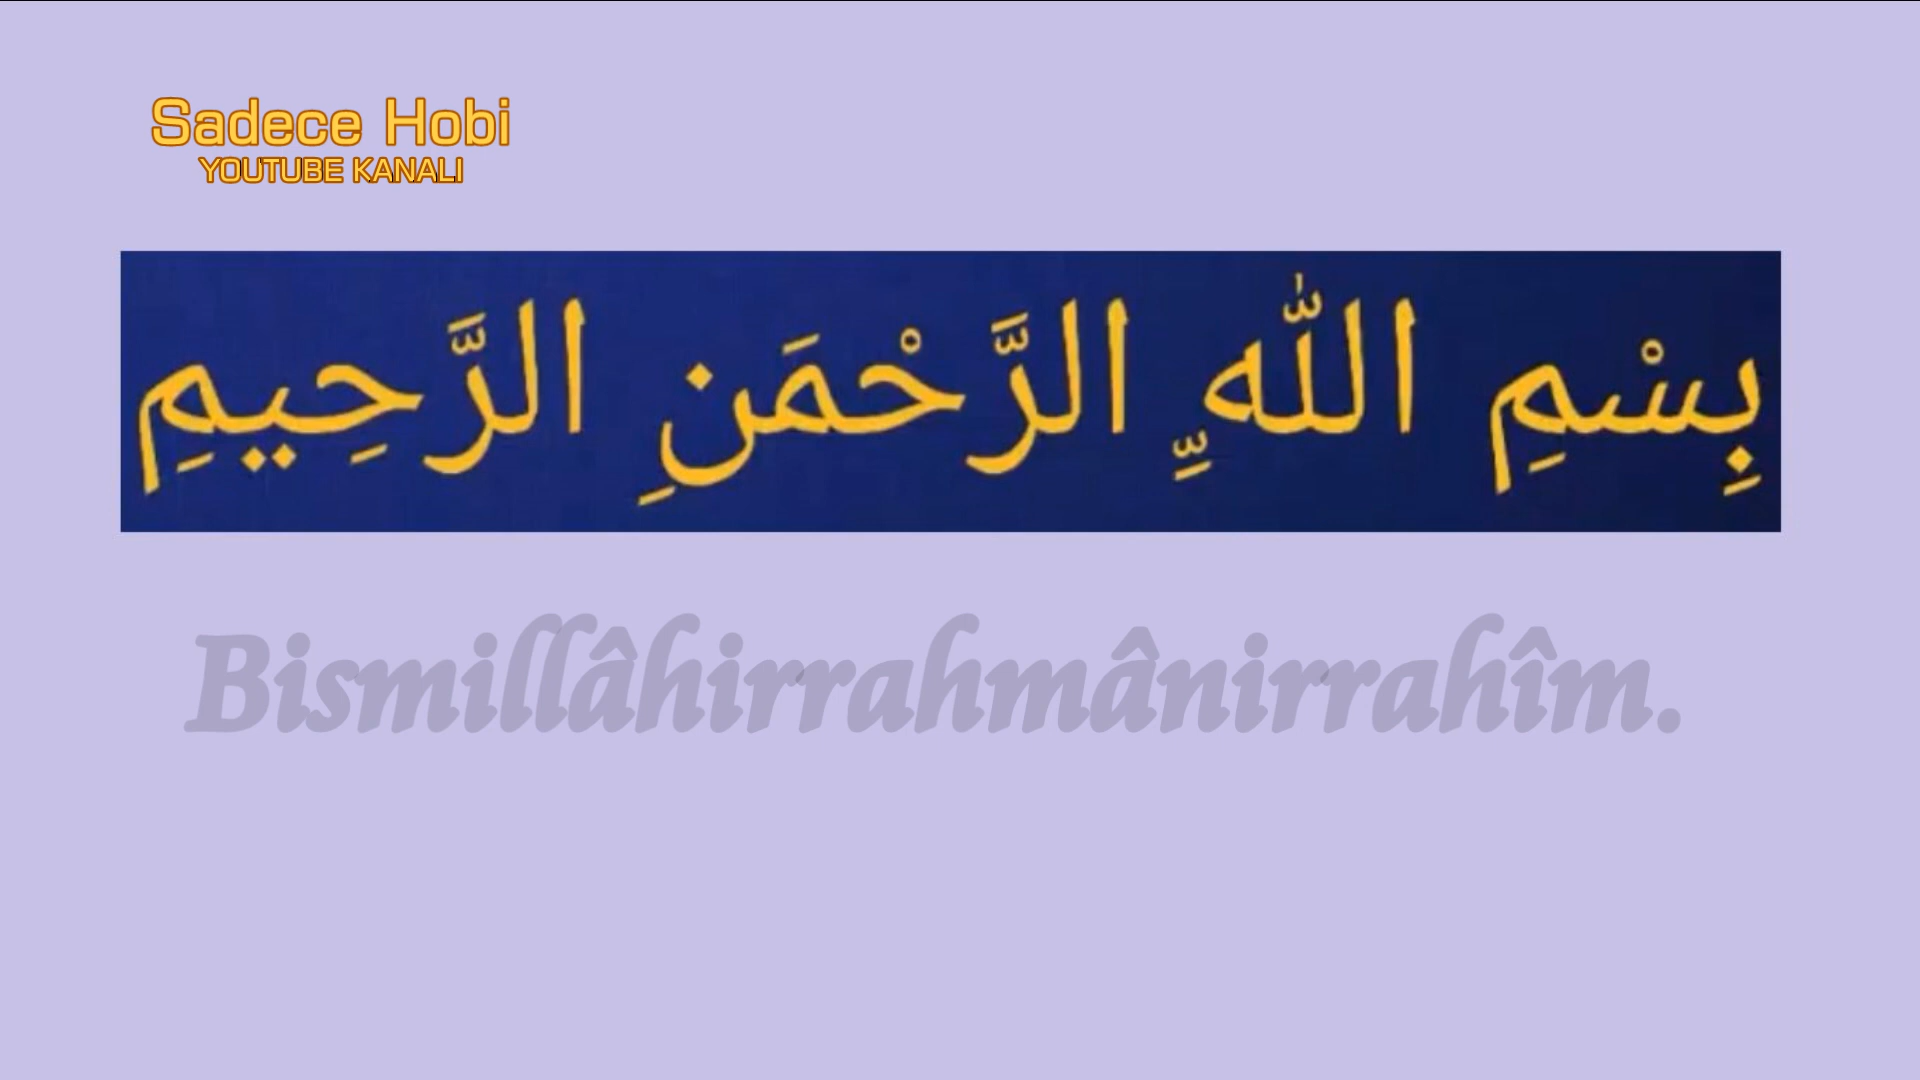 Sadece Hobi
YOUTUBE KANALI
بِسْمِ اللّٰهِّ الرَّحْمَنِ الرَّحِيمِ
Bismillâhirrahmânirrahîm.